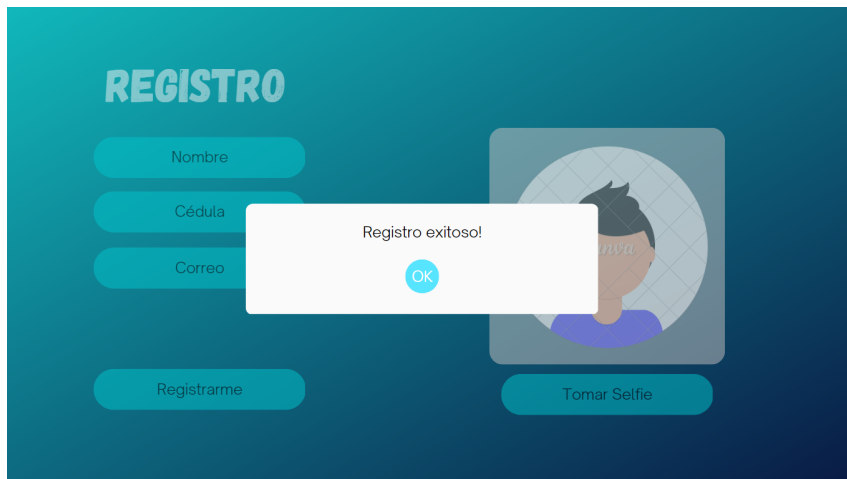 REGISTRO
Nombre
Cédula
Correo
Registro exitoso!
OK
Registrarme
Tomar Selfie